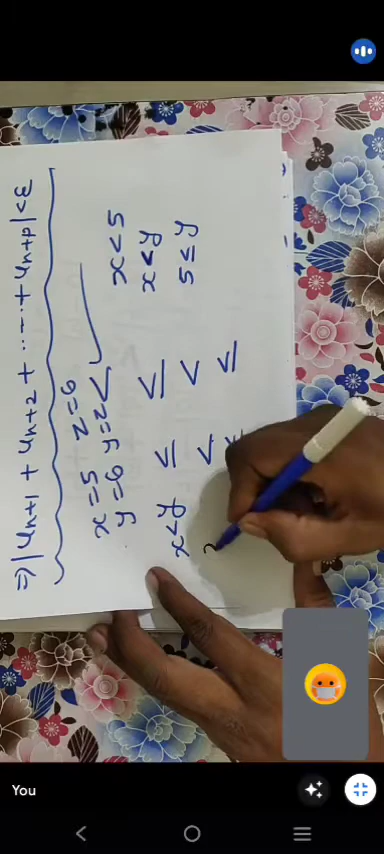 ⇒ |u_{n+1} + u_{n+2} + ..... + u_{n+p}| < ε
x = 5 z = 6
y = 6 y = z
x < 5
x < y ≤ ≤ x < y
< < 5 ≤ y
≤
You